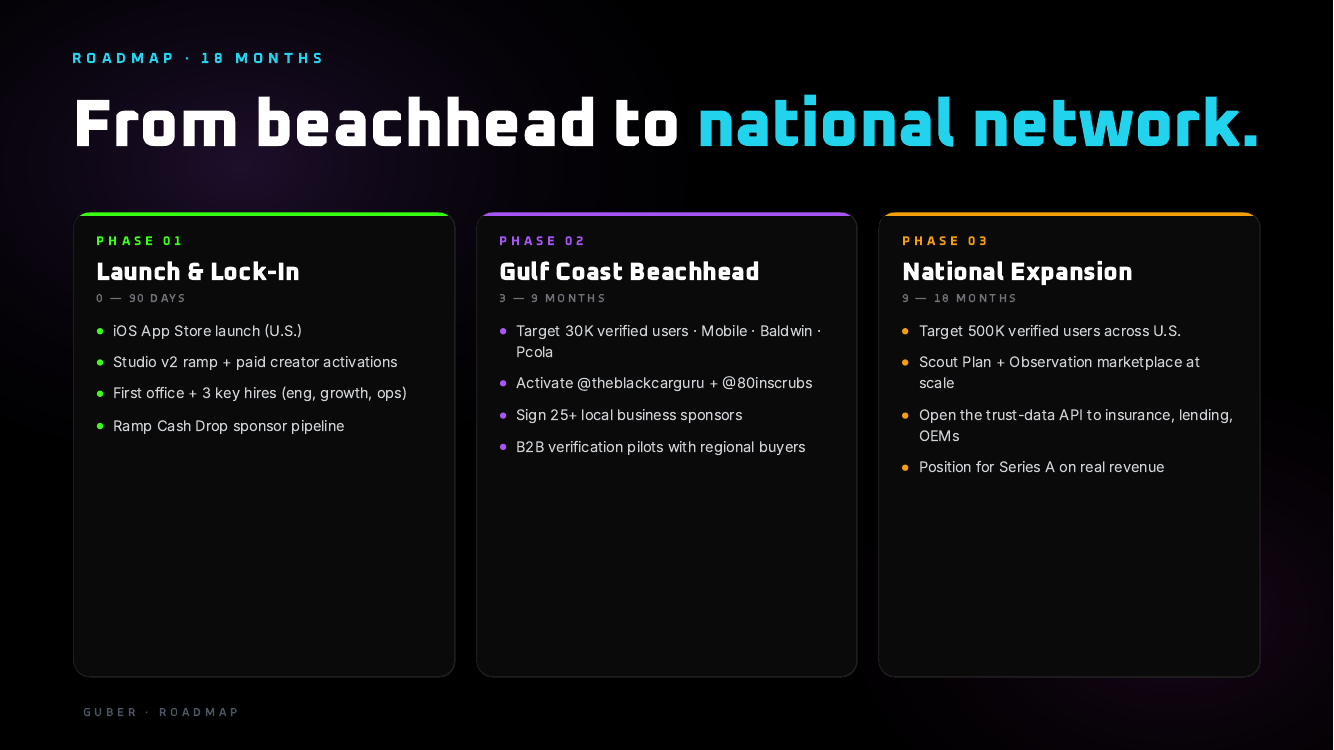 ROADMAP · 18 MONTHS
From beachhead to national network.
PHASE 01
Launch & Lock-In
0 — 90 DAYS
iOS App Store launch (U.S.)
Studio v2 ramp + paid creator activations
First office + 3 key hires (eng, growth, ops)
Ramp Cash Drop sponsor pipeline
PHASE 02
Gulf Coast Beachhead
3 — 9 MONTHS
Target 30K verified users · Mobile · Baldwin ·
Pcola
Activate @theblackcarguru + @80inscrubs
Sign 25+ local business sponsors
B2B verification pilots with regional buyers
PHASE 03
National Expansion
9 — 18 MONTHS
Target 500K verified users across U.S.
Scout Plan + Observation marketplace at
scale
Open the trust-data API to insurance, lending,
OEMs
Position for Series A on real revenue
GUBER · ROADMAP